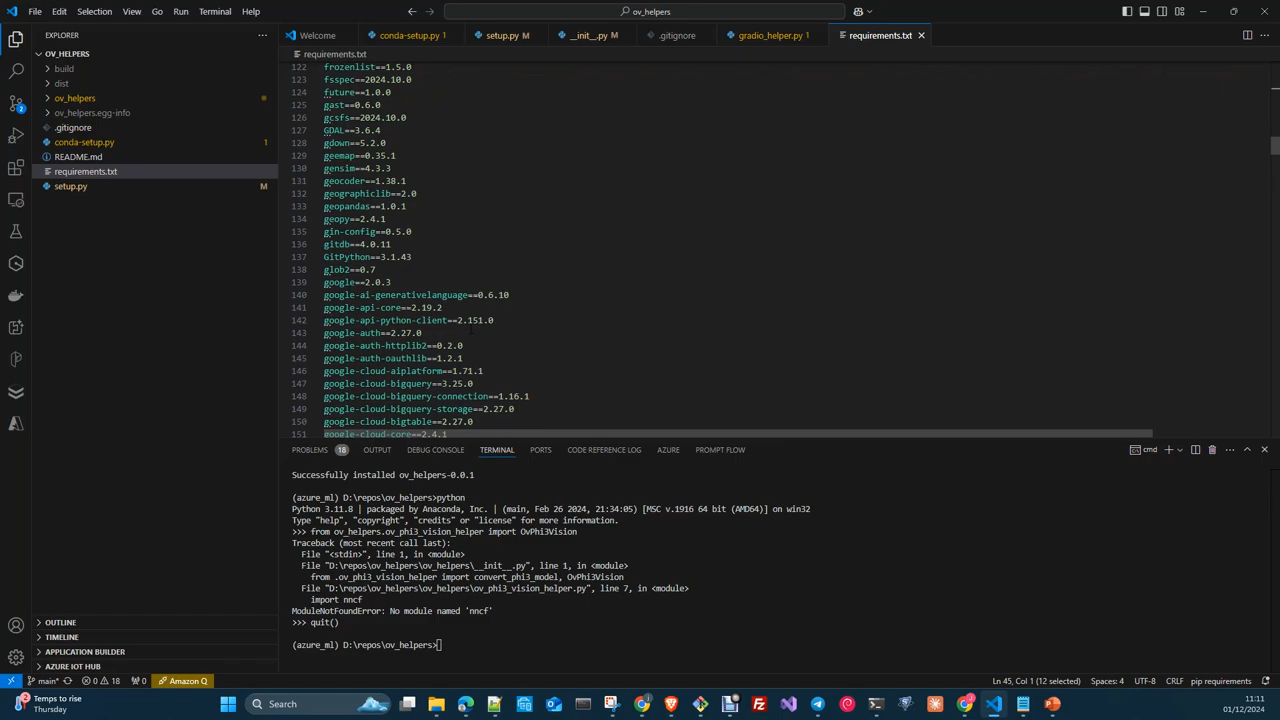 File Edit Selection View Go Run Terminal Help
ov_helpers
EXPLORER
Welcome
conda-setup.py 1
setup.py M
__init__.py M
.gitignore
gradio_helper.py M
requirements.txt
OV_HELPERS
build
dist
ov_helpers
ov_helpers.egg-info
.gitignore
conda-setup.py 1
README.md
requirements.txt
setup.py M
requirements.txt
122 frozenlist==1.5.0
123 fsspec==2024.10.0
124 future==1.0.0
125 gast==0.6.0
126 gcsfs==2024.10.0
127 GDAL==3.6.4
128 gdown==5.2.0
129 geemap==0.35.1
130 gensim==4.3.3
131 geocoder==1.38.1
132 geographiclib==2.0
133 geopandas==1.0.1
134 geopy==2.4.1
135 gin-config==0.5.0
136 gitdb==4.0.11
137 GitPython==3.1.43
138 glob2==0.7
139 google==2.0.3
140 google-ai-generativelanguage==0.6.10
141 google-api-core==2.19.2
142 google-api-python-client==2.151.0
143 google-auth==2.27.0
144 google-auth-httplib2==0.2.0
145 google-auth-oauthlib==1.2.1
146 google-cloud-aiplatform==1.71.1
147 google-cloud-bigquery==3.25.0
148 google-cloud-bigquery-connection==1.16.1
149 google-cloud-bigquery-storage==2.27.0
150 google-cloud-bigtable==2.27.0
151 google-cloud-core==2.4.1
PROBLEMS 18 OUTPUT DEBUG CONSOLE TERMINAL PORTS CODE REFERENCE LOG AZURE PROMPT FLOW
cmd
Successfully installed ov_helpers-0.0.1
(azure_ml) D:\repos\ov_helpers>python
Python 3.11.8 | packaged by Anaconda, Inc. | (main, Feb 26 2024, 21:34:05) [MSC v.1916 64 bit (AMD64)] on win32
Type "help", "copyright", "credits" or "license" for more information.
>>> from ov_helpers.ov_phi3_vision_helper import OvPhi3Vision
Traceback (most recent call last):
File "<stdin>", line 1, in <module>
File "D:\repos\ov_helpers\ov_helpers\__init__.py", line 1, in <module>
from .ov_phi3_vision_helper import convert_phi3_model, OvPhi3Vision
File "D:\repos\ov_helpers\ov_helpers\ov_phi3_vision_helper.py", line 7, in <module>
import nncf
ModuleNotFoundError: No module named 'nncf'
>>> quit()
(azure_ml) D:\repos\ov_helpers>
OUTLINE
TIMELINE
APPLICATION BUILDER
AZURE IOT HUB
2
main* 0 18 0 Amazon Q
Ln 45, Col 1 (12 selected) Spaces: 4 UTF-8 CRLF pip requirements
2
Temps to rise
Thursday
Search
11:11
01/12/2024